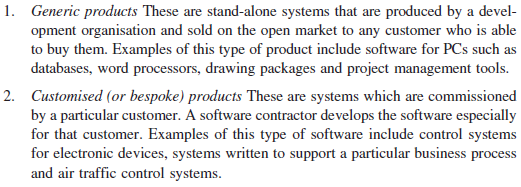 1. Generic products These are stand-alone systems that are produced by a devel-
opment organisation and sold on the open market to any customer who is able
to buy them. Examples of this type of product include software for PCs such as
databases, word processors, drawing packages and project management tools.
2. Customised (or bespoke) products These are systems which are commissioned
by a particular customer. A software contractor develops the software especially
for that customer. Examples of this type of software include control systems
for electronic devices, systems written to support a particular business process
and air traffic control systems.